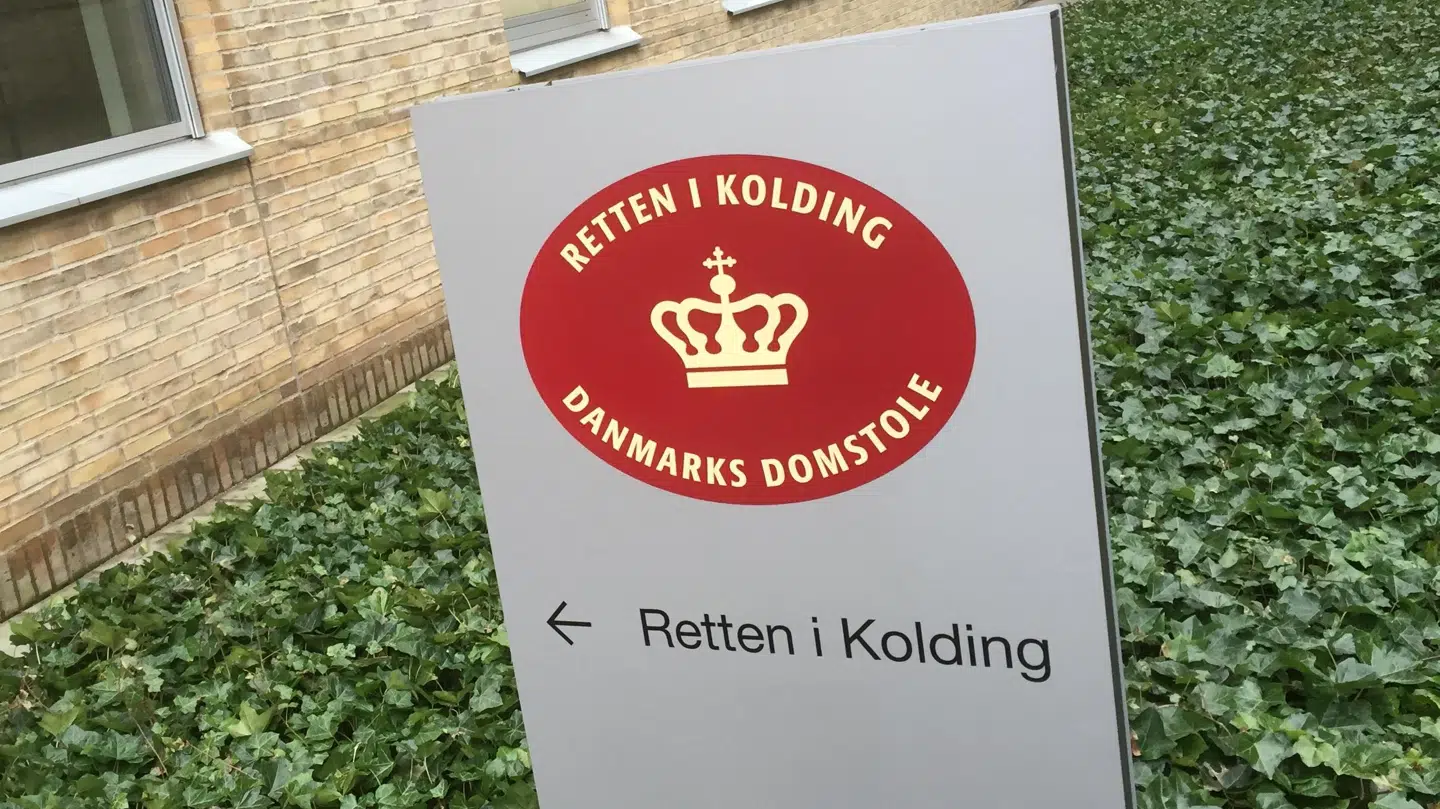 RETTEN I KOLDING
DANMARKS DOMSTOLE
← Retten i Kolding